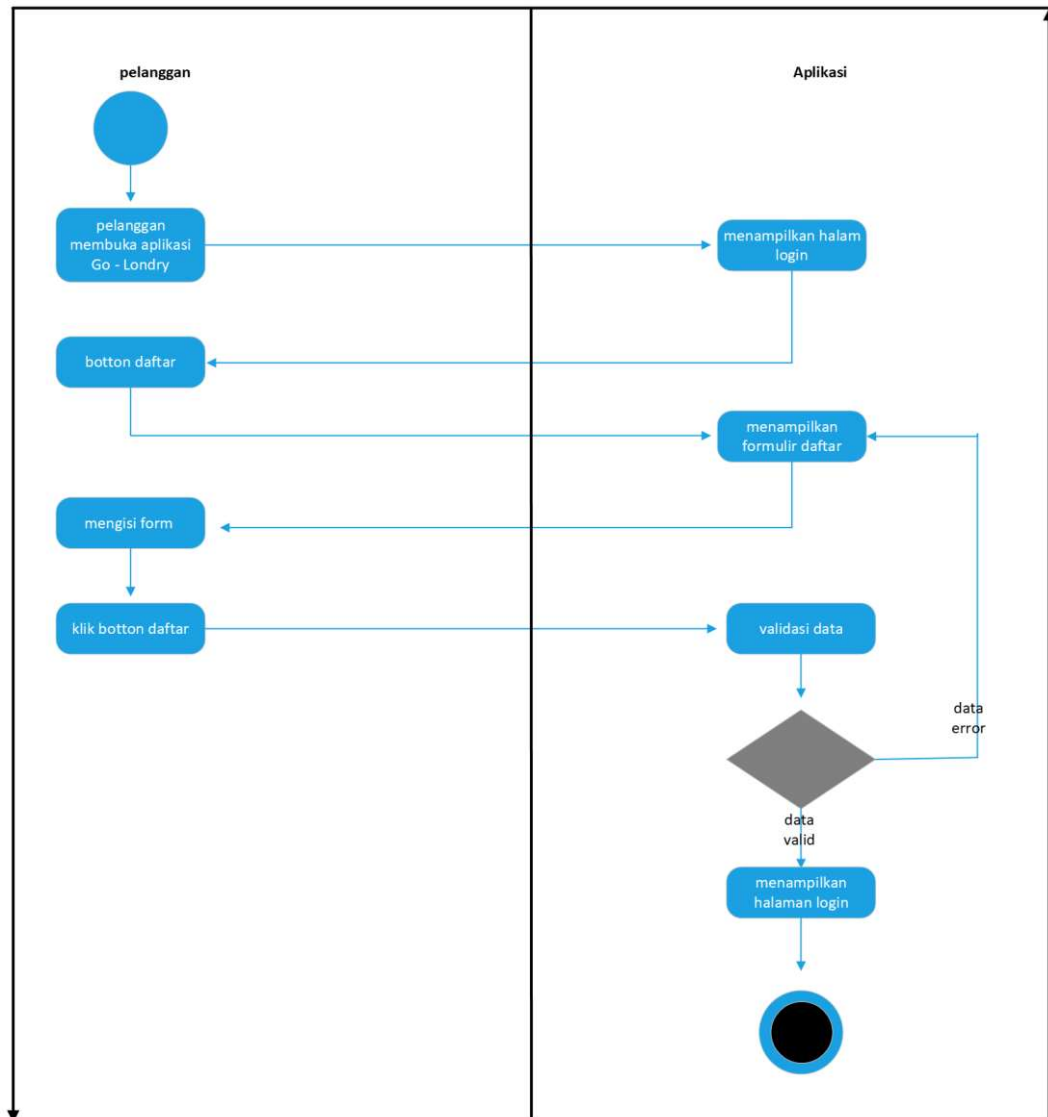 pelanggan
Aplikasi
pelanggan
membuka aplikasi
Go - Londry
menampilkan halam
login
botton daftar
menampilkan
formulir daftar
mengisi form
klik botton daftar
validasi data
data
error
data
valid
menampilkan
halaman login